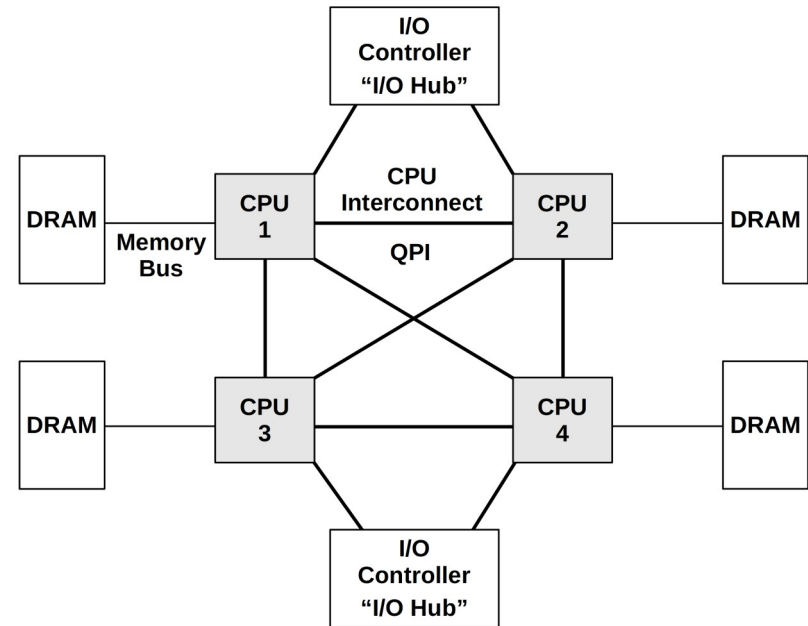 I/O
Controller
“I/O Hub”
DRAM
Memory
Bus
CPU
1
CPU
Interconnect
QPI
CPU
2
DRAM
DRAM
CPU
3
CPU
4
DRAM
I/O
Controller
“I/O Hub”